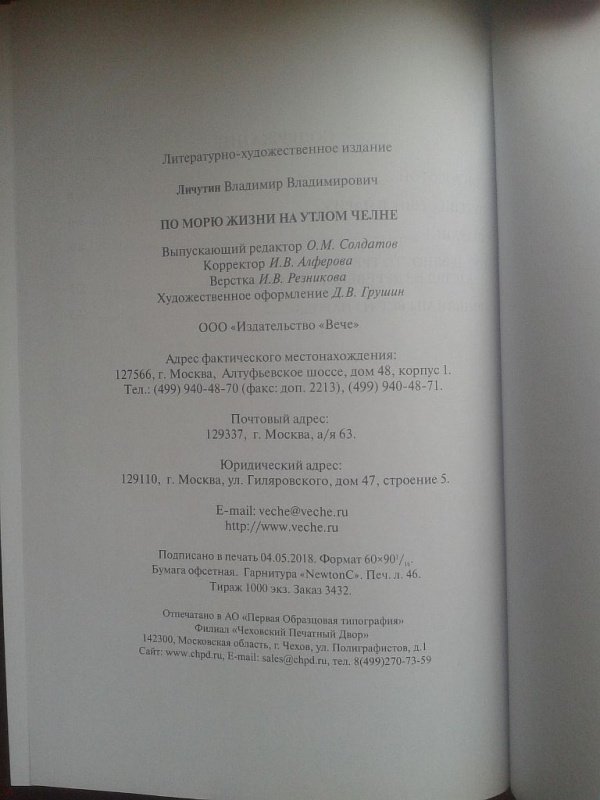 Литературно-художественное издание
Личутин Владимир Владимирович
ПО МОРЮ ЖИЗНИ НА УТЛОМ ЧЕЛНЕ
Выпускающий редактор О.М. Солдатов
Корректор И.В. Алферова
Верстка И.В. Резникова
Художественное оформление Д.В. Грушин
ООО «Издательство «Вече»
Адрес фактического местонахождения:
127566, г. Москва, Алтуфьевское шоссе, дом 48, корпус 1.
Тел.: (499) 940-48-70 (факс: доп. 2213), (499) 940-48-71.
Почтовый адрес:
129337, г. Москва, а/я 63.
Юридический адрес:
129110, г. Москва, ул. Гиляровского, дом 47, строение 5.
E-mail: veche@veche.ru
http://www.veche.ru
Подписано в печать 04.05.2018. Формат 60×90 1/16.
Бумага офсетная. Гарнитура «NewtonC». Печ. л. 46.
Тираж 1000 экз. Заказ 3432.
Отпечатано в АО «Первая Образцовая типография»
Филиал «Чеховский Печатный Двор»
142300, Московская область, г. Чехов, ул. Полиграфистов, д.1
Сайт: www.chpd.ru, E-mail: sales@chpd.ru, тел. 8(499)270-73-59